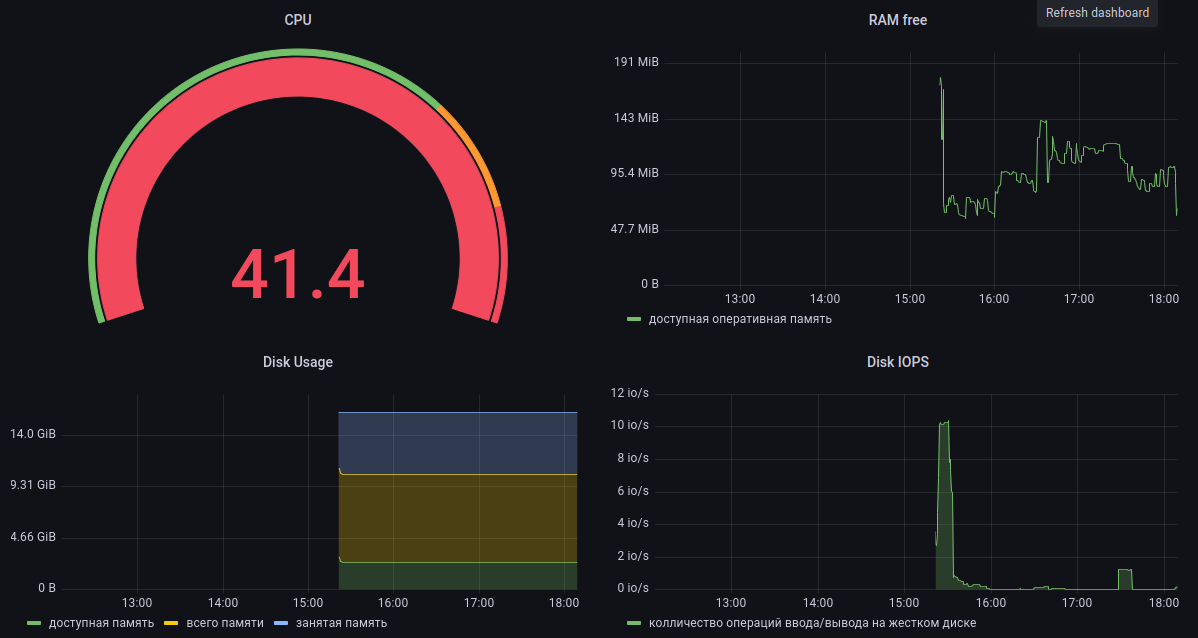 CPU
41.4
RAM free
Refresh dashboard
191 MiB
143 MiB
95.4 MiB
47.7 MiB
0 B
13:00 14:00 15:00 16:00 17:00 18:00
доступная оперативная память
Disk Usage
14.0 GiB
9.31 GiB
4.66 GiB
0 B
13:00 14:00 15:00 16:00 17:00 18:00
доступная память всего памяти занятая память
Disk IOPS
12 io/s
10 io/s
8 io/s
6 io/s
4 io/s
2 io/s
0 io/s
13:00 14:00 15:00 16:00 17:00 18:00
колличество операций ввода/вывода на жестком диске